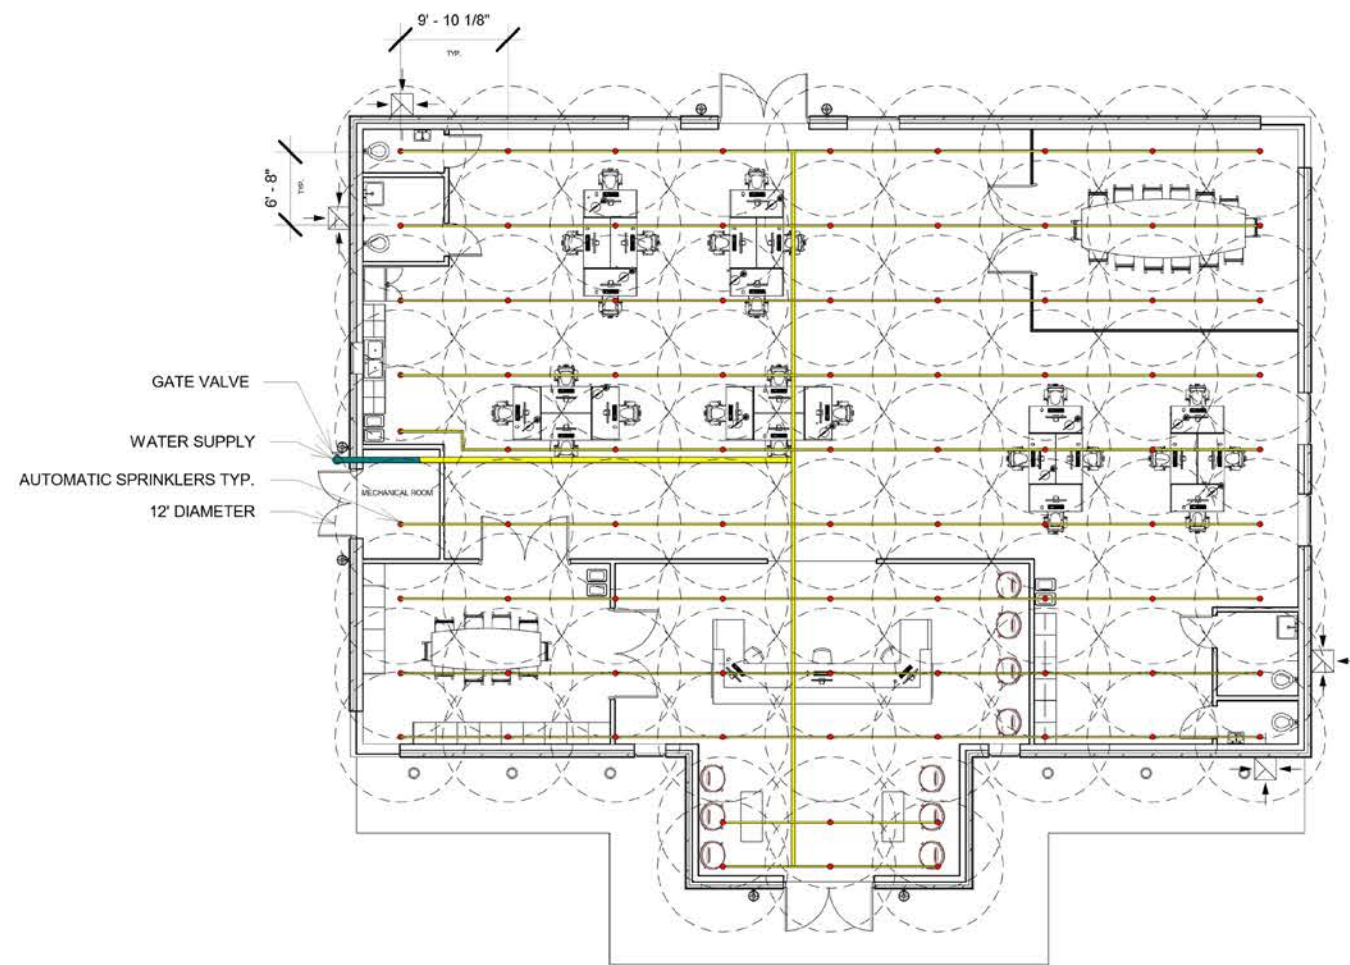 9' - 10 1/8"
TYP.
6' - 8"
TYP.
GATE VALVE
WATER SUPPLY
AUTOMATIC SPRINKLERS TYP.
MECHANICAL ROOM
12' DIAMETER